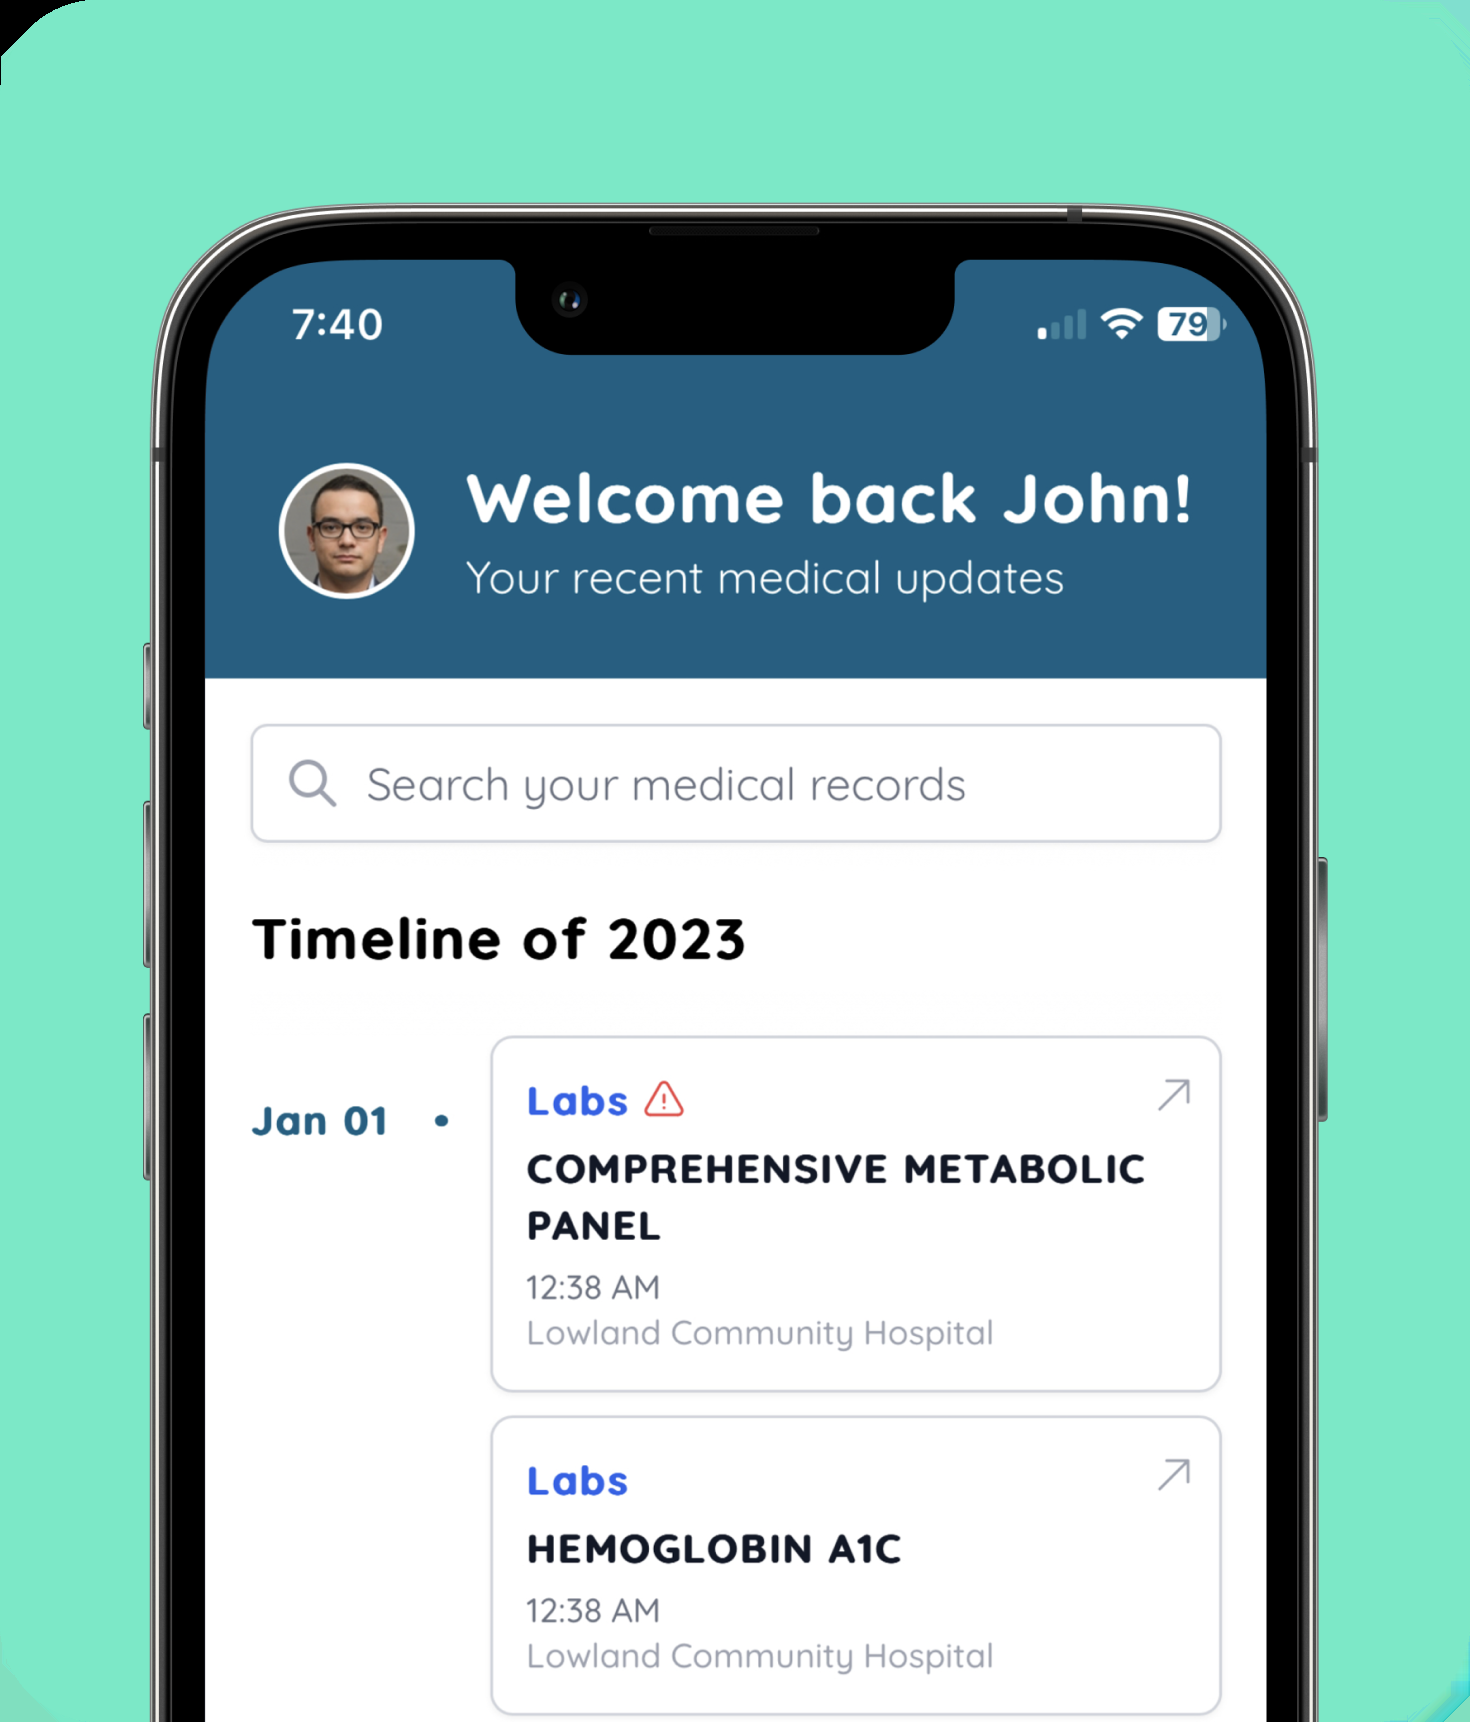 7:40
79
Welcome back John!
Your recent medical updates
Search your medical records
Timeline of 2023
Jan 01
Labs
COMPREHENSIVE METABOLIC
PANEL
12:38 AM
Lowland Community Hospital
Labs
HEMOGLOBIN A1C
12:38 AM
Lowland Community Hospital